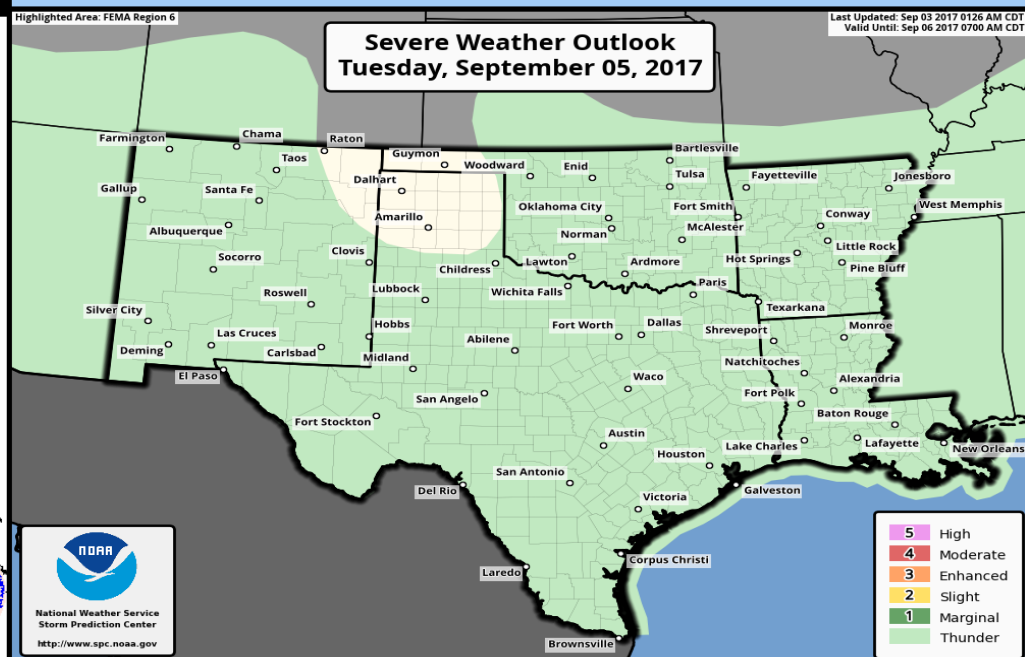 Highlighted Area: FEMA Region 6
Last Updated: Sep 03 2017 0126 AM CDT
Valid Until: Sep 06 2017 0700 AM CDT
Severe Weather Outlook
Tuesday, September 05, 2017
Farmington
Chama
Raton
Taos
Guymon
Woodward
Enid
Bartlesville
Tulsa
Fayetteville
Jonesboro
Gallup
Santa Fe
Dalhart
Oklahoma City
Fort Smith
West Memphis
Albuquerque
Amarillo
Norman
McAlester
Conway
Socorro
Clovis
Childress
Lawton
Ardmore
Hot Springs
Little Rock
Pine Bluff
Roswell
Lubbock
Wichita Falls
Paris
Texarkana
Silver City
Las Cruces
Hobbs
Abilene
Fort Worth
Dallas
Shreveport
Monroe
Deming
Carlsbad
Midland
Natchitoches
El Paso
San Angelo
Waco
Fort Polk
Alexandria
Fort Stockton
Austin
Baton Rouge
Houston
Lake Charles
Lafayette
New Orleans
Del Rio
San Antonio
Victoria
Galveston
Laredo
Corpus Christi
Brownsville
NOAA
National Weather Service
Storm Prediction Center
http://www.spc.noaa.gov
5 High
4 Moderate
3 Enhanced
2 Slight
1 Marginal
Thunder